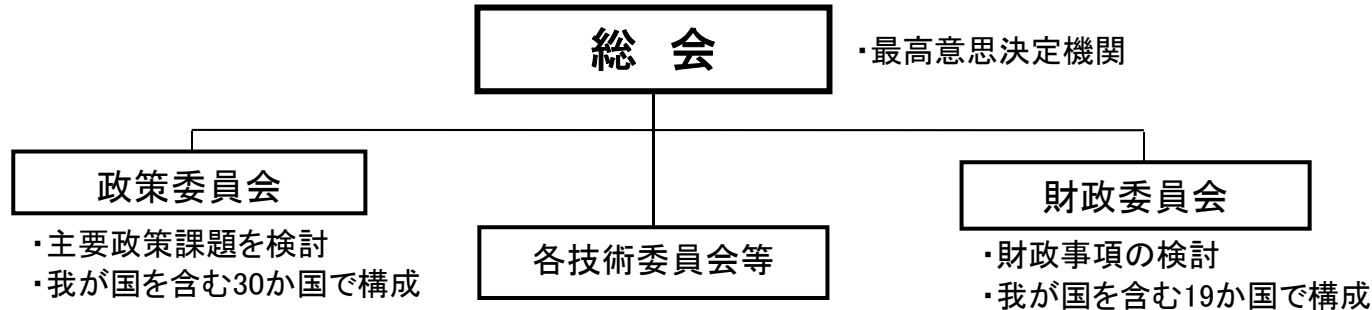 総　会
・最高意思決定機関
政策委員会
・主要政策課題を検討
・我が国を含む30か国で構成
各技術委員会等
財政委員会
・財政事項の検討
・我が国を含む19か国で構成